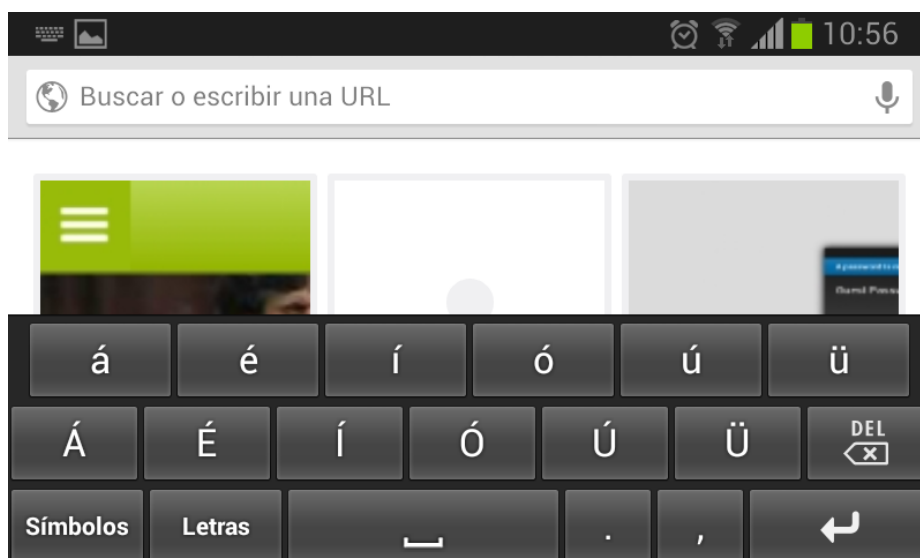 10:56
Buscar o escribir una URL
á é í ó ú ü
Á É Í Ó Ú Ü DEL
Símbolos Letras . ,